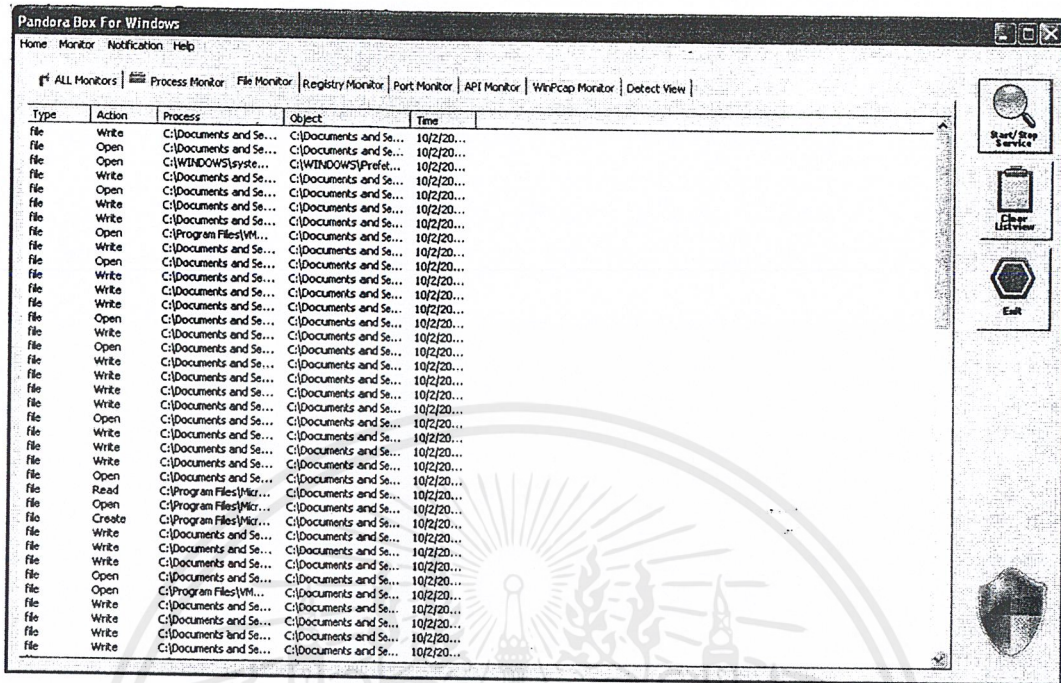 Pandora Box For Windows
Home Monitor Notification Help
ALL Monitors Process Monitor File Monitor Registry Monitor Port Monitor API Monitor WinPcap Monitor Detect View
Type Action Process Object Time
file Write C:\Documents and Se... C:\Documents and Se... 10/2/20...
file Open C:\Documents and Se... C:\Documents and Se... 10/2/20...
file Open C:\WINDOWS\syste... C:\WINDOWS\Prefet... 10/2/20...
file Write C:\Documents and Se... C:\Documents and Se... 10/2/20...
file Open C:\Documents and Se... C:\Documents and Se... 10/2/20...
file Write C:\Documents and Se... C:\Documents and Se... 10/2/20...
file Write C:\Documents and Se... C:\Documents and Se... 10/2/20...
file Open C:\Program Files\VM... C:\Documents and Se... 10/2/20...
file Write C:\Documents and Se... C:\Documents and Se... 10/2/20...
file Open C:\Documents and Se... C:\Documents and Se... 10/2/20...
file Write C:\Documents and Se... C:\Documents and Se... 10/2/20...
file Write C:\Documents and Se... C:\Documents and Se... 10/2/20...
file Write C:\Documents and Se... C:\Documents and Se... 10/2/20...
file Open C:\Documents and Se... C:\Documents and Se... 10/2/20...
file Write C:\Documents and Se... C:\Documents and Se... 10/2/20...
file Open C:\Documents and Se... C:\Documents and Se... 10/2/20...
file Write C:\Documents and Se... C:\Documents and Se... 10/2/20...
file Write C:\Documents and Se... C:\Documents and Se... 10/2/20...
file Write C:\Documents and Se... C:\Documents and Se... 10/2/20...
file Write C:\Documents and Se... C:\Documents and Se... 10/2/20...
file Open C:\Documents and Se... C:\Documents and Se... 10/2/20...
file Write C:\Documents and Se... C:\Documents and Se... 10/2/20...
file Write C:\Documents and Se... C:\Documents and Se... 10/2/20...
file Write C:\Documents and Se... C:\Documents and Se... 10/2/20...
file Open C:\Documents and Se... C:\Documents and Se... 10/2/20...
file Read C:\Program Files\Micr... C:\Documents and Se... 10/2/20...
file Open C:\Program Files\Micr... C:\Documents and Se... 10/2/20...
file Create C:\Program Files\Micr... C:\Documents and Se... 10/2/20...
file Write C:\Documents and Se... C:\Documents and Se... 10/2/20...
file Write C:\Documents and Se... C:\Documents and Se... 10/2/20...
file Write C:\Documents and Se... C:\Documents and Se... 10/2/20...
file Open C:\Documents and Se... C:\Documents and Se... 10/2/20...
file Open C:\Program Files\VM... C:\Documents and Se... 10/2/20...
file Write C:\Documents and Se... C:\Documents and Se... 10/2/20...
file Write C:\Documents and Se... C:\Documents and Se... 10/2/20...
file Write C:\Documents and Se... C:\Documents and Se... 10/2/20...
file Write C:\Documents and Se... C:\Documents and Se... 10/2/20...
Start/Stop
Service
Clear
Listview
Exit